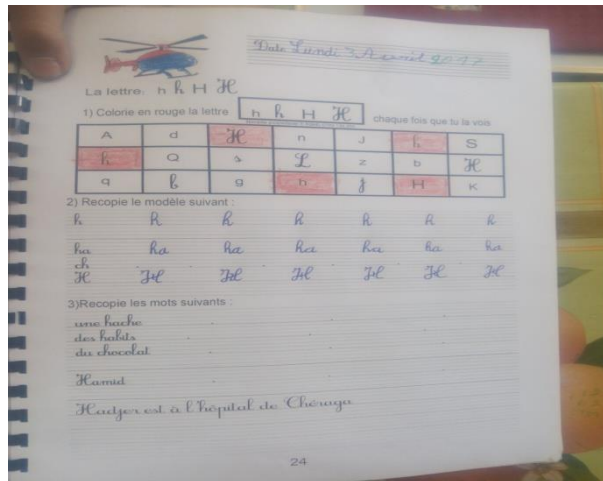 Date Lundi 3 Avril 2017
La lettre: h h H H
1) Colorie en rouge la lettre h h H H chaque fois que tu la vois
A d H n J h S
h Q s L z b H
q b g h f H K
2) Recopie le modèle suivant :
h h h h h h h
ha ha ha ha ha ha ha
ch
H H H H H H H
3)Recopie les mots suivants :
une hache
des habits
du chocolat
Hamid
Hadjer est à l'hôpital de Chéraga
24